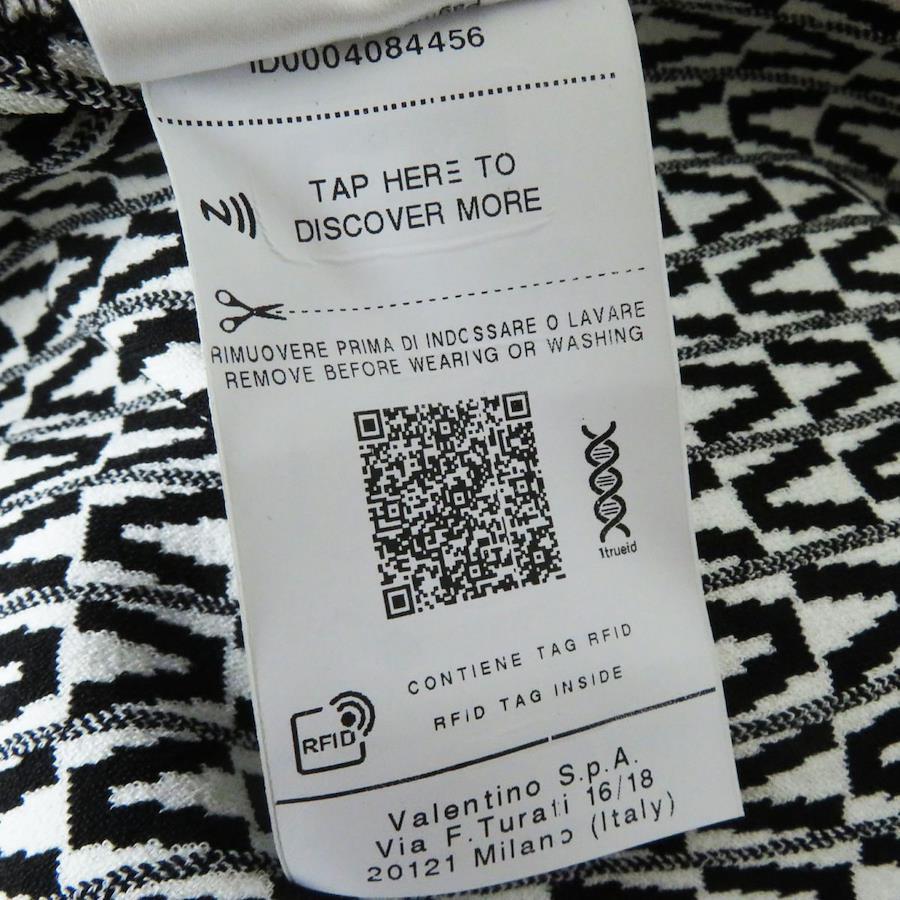 ID0004084456
TAP HERE TO
DISCOVER MORE
RIMUOVERE PRIMA DI INDOSSARE O LAVARE
REMOVE BEFORE WEARING OR WASHING
1trueid
CONTIENE TAG RFID
RFID TAG INSIDE
RFID
Valentino S.p.A.
Via F.Turati 16/18
20121 Milano (Italy)